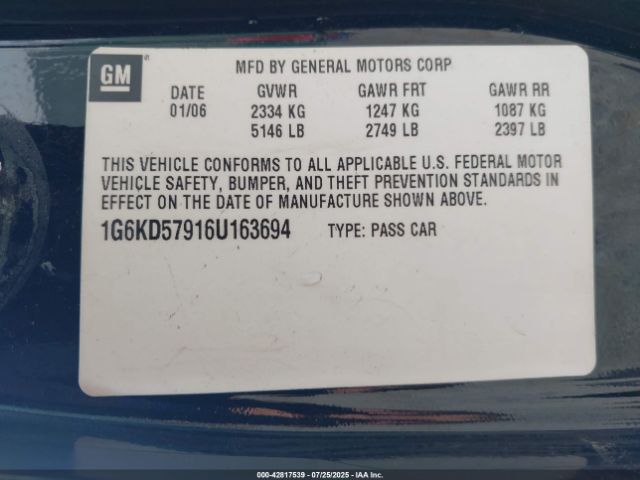 GM
MFD BY GENERAL MOTORS CORP
DATE GVWR GAWR FRT GAWR RR
01/06 2334 KG 1247 KG 1087 KG
5146 LB 2749 LB 2397 LB
THIS VEHICLE CONFORMS TO ALL APPLICABLE U.S. FEDERAL MOTOR
VEHICLE SAFETY, BUMPER, AND THEFT PREVENTION STANDARDS IN
EFFECT ON THE DATE OF MANUFACTURE SHOWN ABOVE.
1G6KD57916U163694 TYPE: PASS CAR
000-42817539 - 07/25/2025 - IAA Inc.